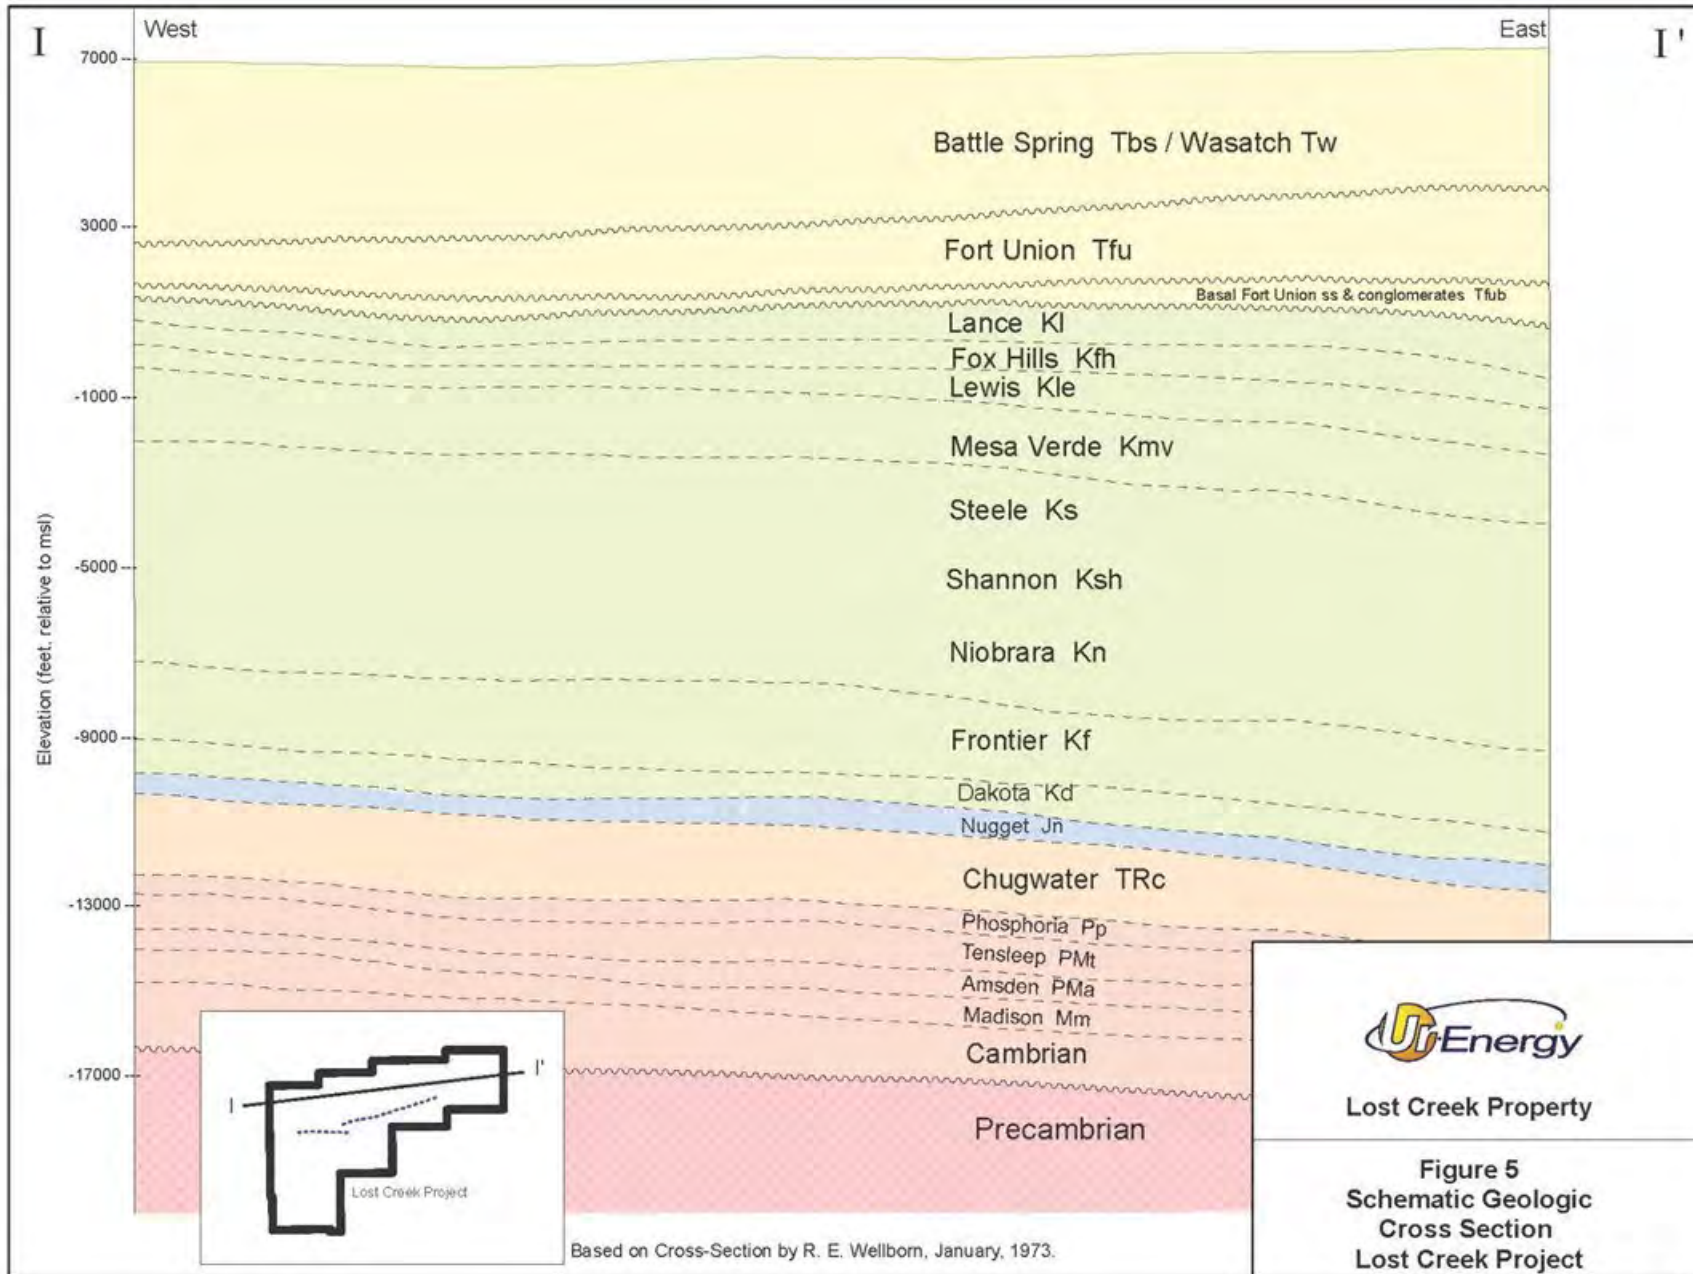 I
West
East
I'
7000
3000
-1000
-5000
-9000
-13000
-17000
Elevation (feet, relative to msl)
Battle Spring Tbs / Wasatch Tw
Fort Union Tfu
Basal Fort Union ss & conglomerates Tfub
Lance Kl
Fox Hills Kfh
Lewis Kle
Mesa Verde Kmv
Steele Ks
Shannon Ksh
Niobrara Kn
Frontier Kf
Dakota Kd
Nugget Jn
Chugwater TRc
Phosphoria Pp
Tensleep PMt
Amsden PMa
Madison Mm
Cambrian
Precambrian
I
I'
Lost Creek Project
Based on Cross-Section by R. E. Wellborn, January, 1973.
Ur-Energy
Lost Creek Property
Figure 5
Schematic Geologic
Cross Section
Lost Creek Project